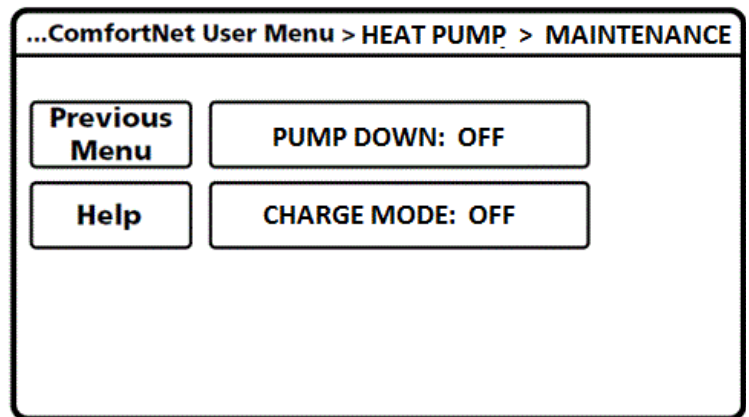 ...ComfortNet User Menu > HEAT PUMP > MAINTENANCE
Previous
Menu
PUMP DOWN: OFF
Help
CHARGE MODE: OFF